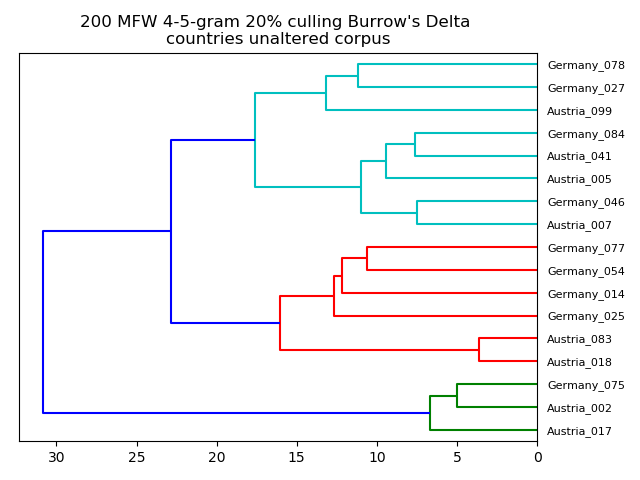 200 MFW 4-5-gram 20% culling Burrow's Delta
countries unaltered corpus
Germany_078
Germany_027
Austria_099
Germany_084
Austria_041
Austria_005
Germany_046
Austria_007
Germany_077
Germany_054
Germany_014
Germany_025
Austria_083
Austria_018
Germany_075
Austria_002
Austria_017
30 25 20 15 10 5 0